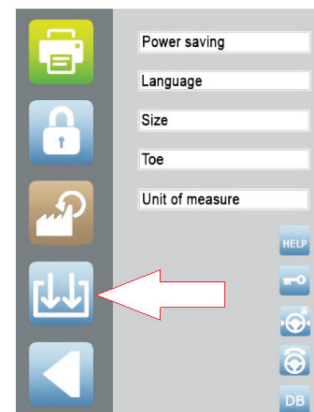 Power saving
Language
Size
Toe
Unit of measure
HELP
DB